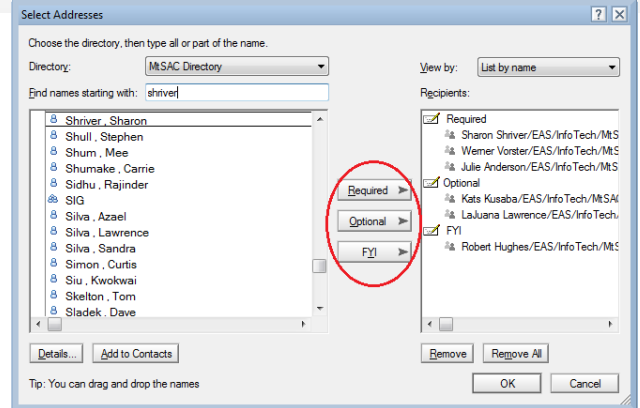 Select Addresses
Choose the directory, then type all or part of the name.
Directory: MtSAC Directory
View by: List by name
Find names starting with: shriver
Recipients:
Shriver , Sharon
Shull , Stephen
Shum , Mee
Shumake , Carrie
Sidhu , Rajinder
SIG
Silva , Azael
Silva , Lawrence
Silva , Sandra
Simon , Curtis
Siu , Kwokwai
Skelton , Tom
Sladek , Dave
Required
Optional
FYI
Required
Sharon Shriver/EAS/InfoTech/MtS
Werner Vorster/EAS/InfoTech/MtS
Julie Anderson/EAS/InfoTech/MtS
Optional
Kats Kusaba/EAS/InfoTech/MtSA
LaJuana Lawrence/EAS/InfoTech/
FYI
Robert Hughes/EAS/InfoTech/MtS
Details...
Add to Contacts
Remove
Remove All
Tip: You can drag and drop the names
OK
Cancel